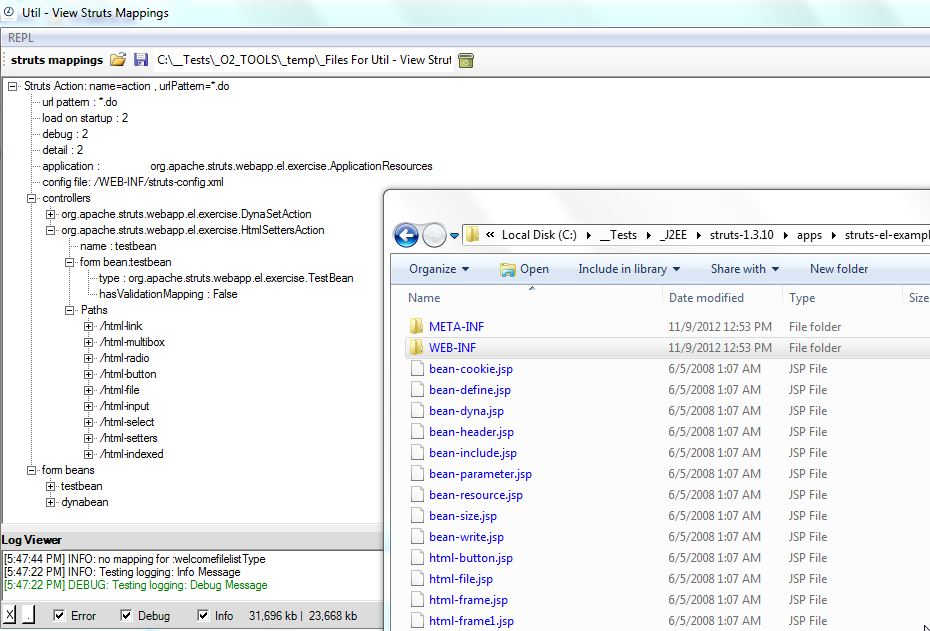 Util - View Struts Mappings
REPL
struts mappings C:\__Tests\_O2_TOOLS\_temp\_Files For Util - View Strut
Struts Action: name=action , urlPattern=*.do
url pattern : *.do
load on startup : 2
debug : 2
detail : 2
application : org.apache.struts.webapp.el.exercise.ApplicationResources
config file: /WEB-INF/struts-config.xml
controllers
org.apache.struts.webapp.el.exercise.DynaSetAction
org.apache.struts.webapp.el.exercise.HtmlSettersAction
name : testbean
form bean:testbean
type : org.apache.struts.webapp.el.exercise.TestBean
hasValidationMapping : False
Paths
/html-link
/html-multibox
/html-radio
/html-button
/html-file
/html-input
/html-select
/html-setters
/html-indexed
form beans
testbean
dynabean
Log Viewer
[5:47:44 PM] INFO: no mapping for :welcomefilelistType
[5:47:22 PM] INFO: Testing logging: Info Message
[5:47:22 PM] DEBUG: Testing logging: Debug Message
X . Error Debug Info 31,696 kb | 23,668 kb
« Local Disk (C:) __Tests _J2EE struts-1.3.10 apps struts-el-exampl
Organize Open Include in library Share with New folder
Name Date modified Type Size
META-INF 11/9/2012 12:53 PM File folder
WEB-INF 11/9/2012 12:53 PM File folder
bean-cookie.jsp 6/5/2008 1:07 AM JSP File
bean-define.jsp 6/5/2008 1:07 AM JSP File
bean-dyna.jsp 6/5/2008 1:07 AM JSP File
bean-header.jsp 6/5/2008 1:07 AM JSP File
bean-include.jsp 6/5/2008 1:07 AM JSP File
bean-parameter.jsp 6/5/2008 1:07 AM JSP File
bean-resource.jsp 6/5/2008 1:07 AM JSP File
bean-size.jsp 6/5/2008 1:07 AM JSP File
bean-write.jsp 6/5/2008 1:07 AM JSP File
html-button.jsp 6/5/2008 1:07 AM JSP File
html-file.jsp 6/5/2008 1:07 AM JSP File
html-frame.jsp 6/5/2008 1:07 AM JSP File
html-frame1.jsp 6/5/2008 1:07 AM JSP File